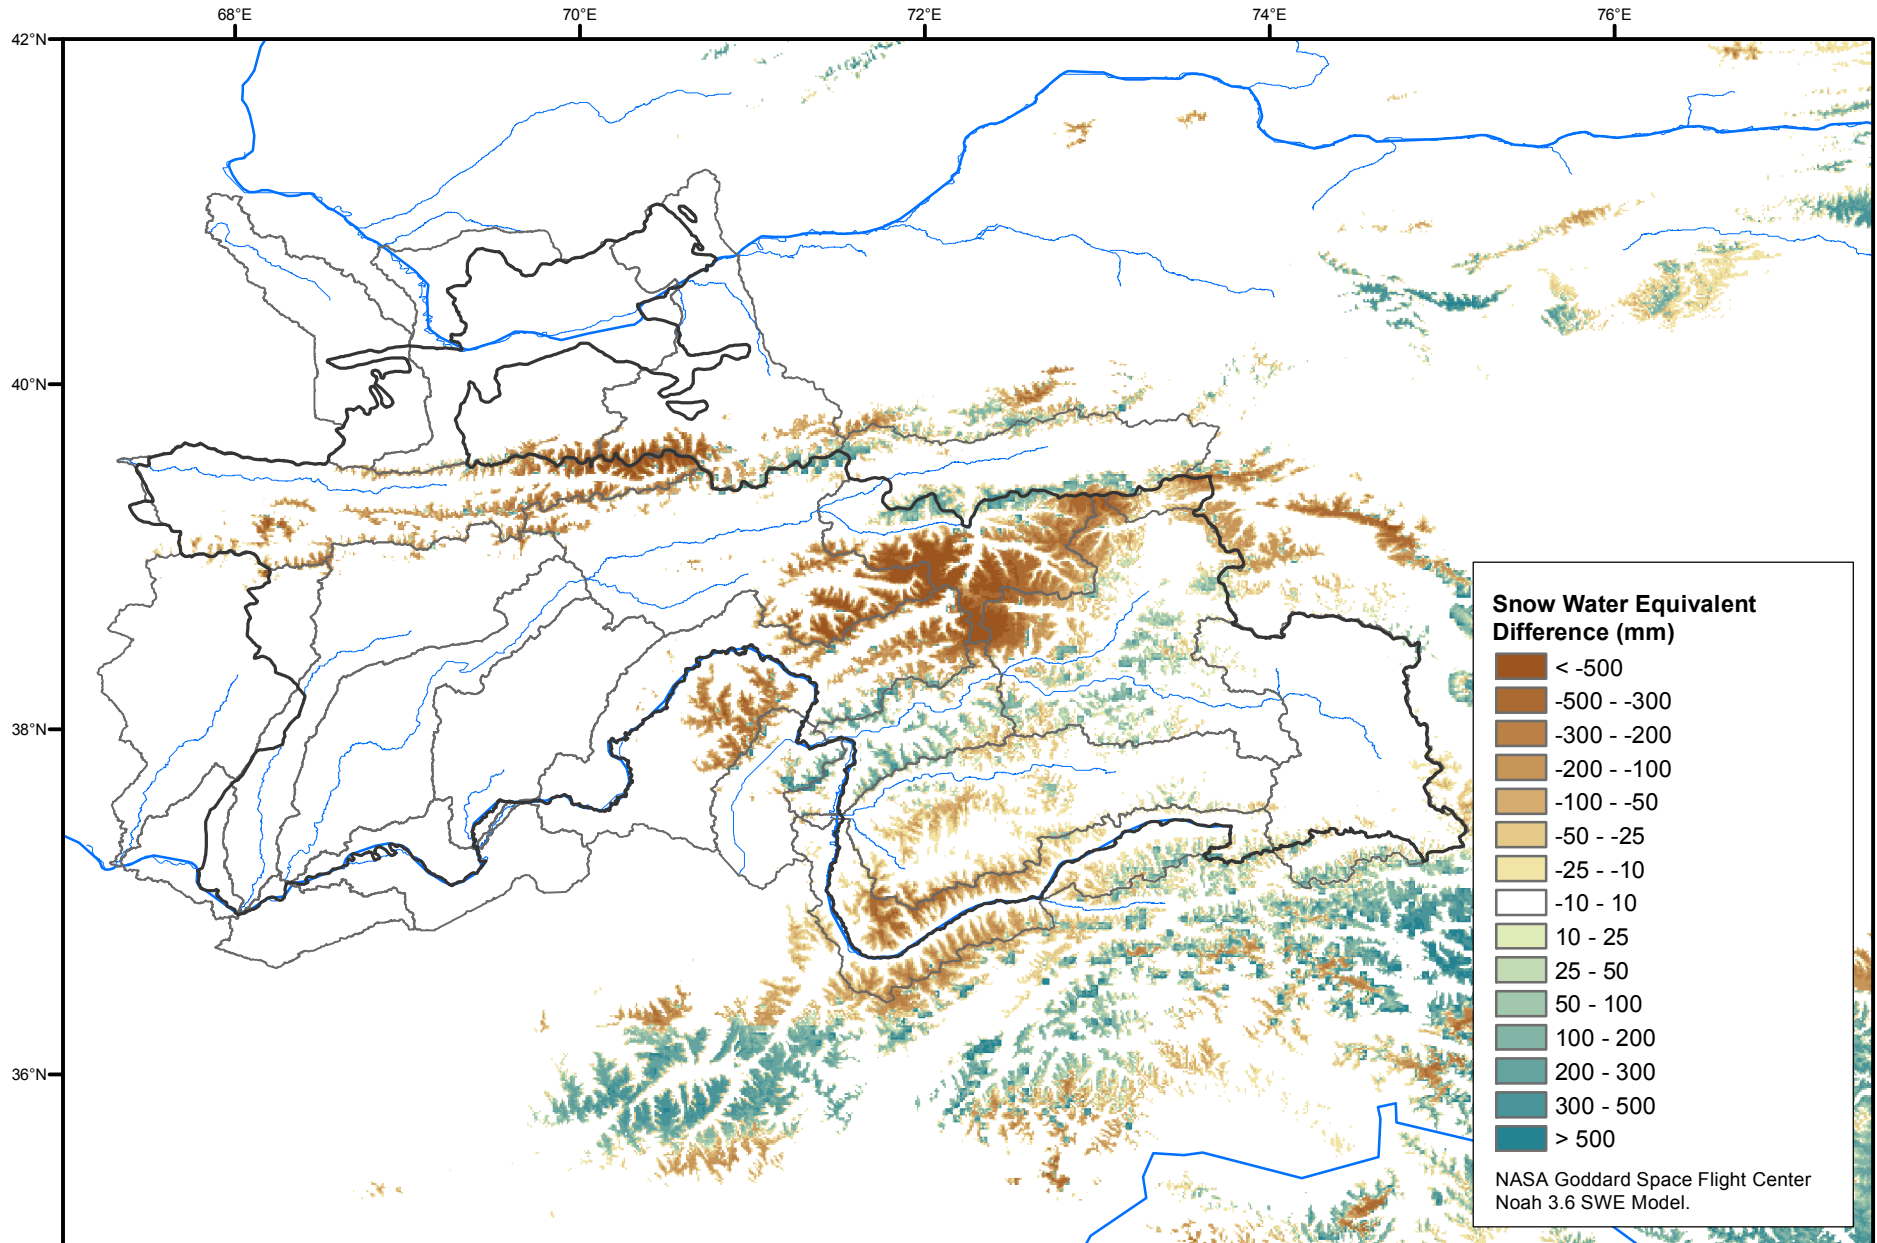 68°E 70°E 72°E 74°E 76°E
42°N
40°N
38°N
36°N
Snow Water Equivalent
Difference (mm)
< -500
-500 - -300
-300 - -200
-200 - -100
-100 - -50
-50 - -25
-25 - -10
-10 - 10
10 - 25
25 - 50
50 - 100
100 - 200
200 - 300
300 - 500
> 500
NASA Goddard Space Flight Center
Noah 3.6 SWE Model.